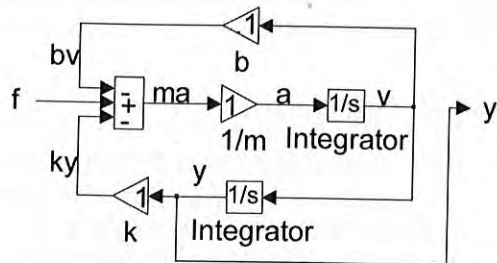 1
b
bv
-
f + ma 1 a 1/s v y
-
1/m Integrator
ky y
1 1/s
k Integrator